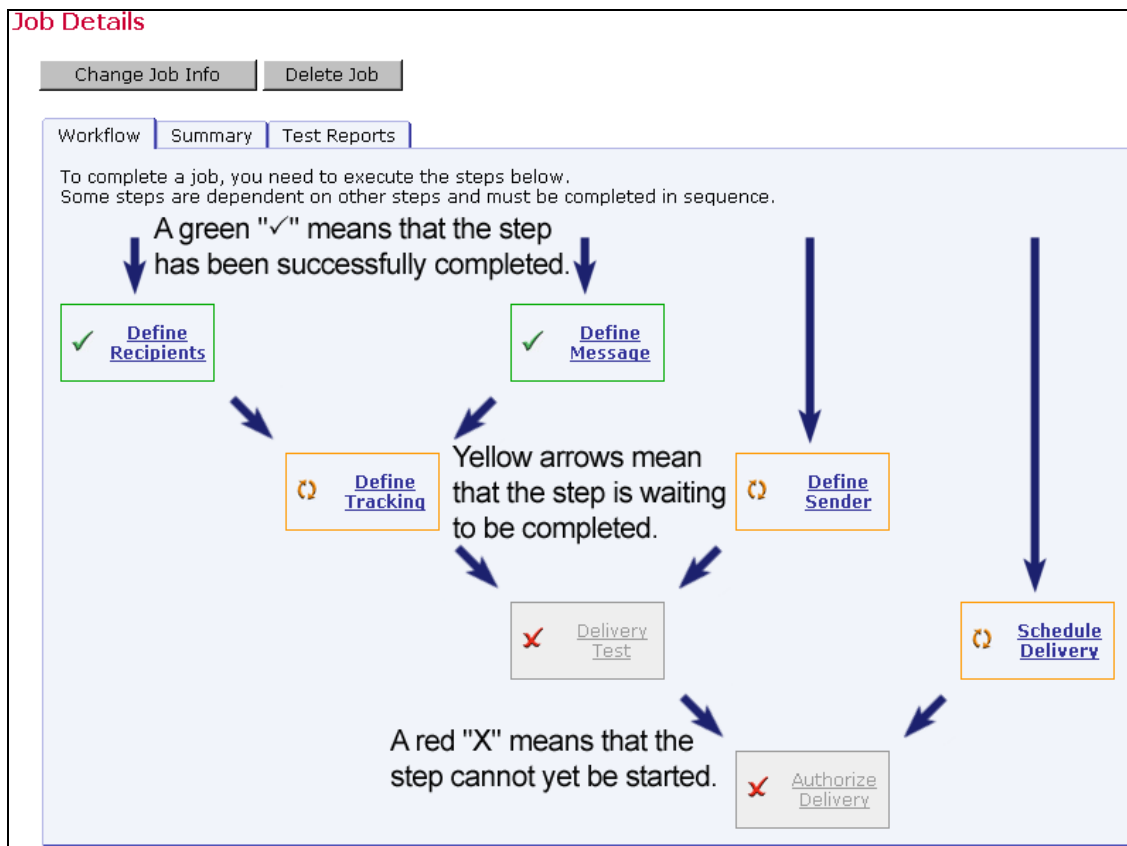 Job Details
Change Job Info
Delete Job
Workflow
Summary
Test Reports
To complete a job, you need to execute the steps below.
Some steps are dependent on other steps and must be completed in sequence.
A green "✓" means that the step
has been successfully completed.
Define
Recipients
Define
Message
Define
Tracking
Yellow arrows mean
that the step is waiting
to be completed.
Define
Sender
Delivery
Test
Schedule
Delivery
A red "X" means that the
step cannot yet be started.
Authorize
Delivery